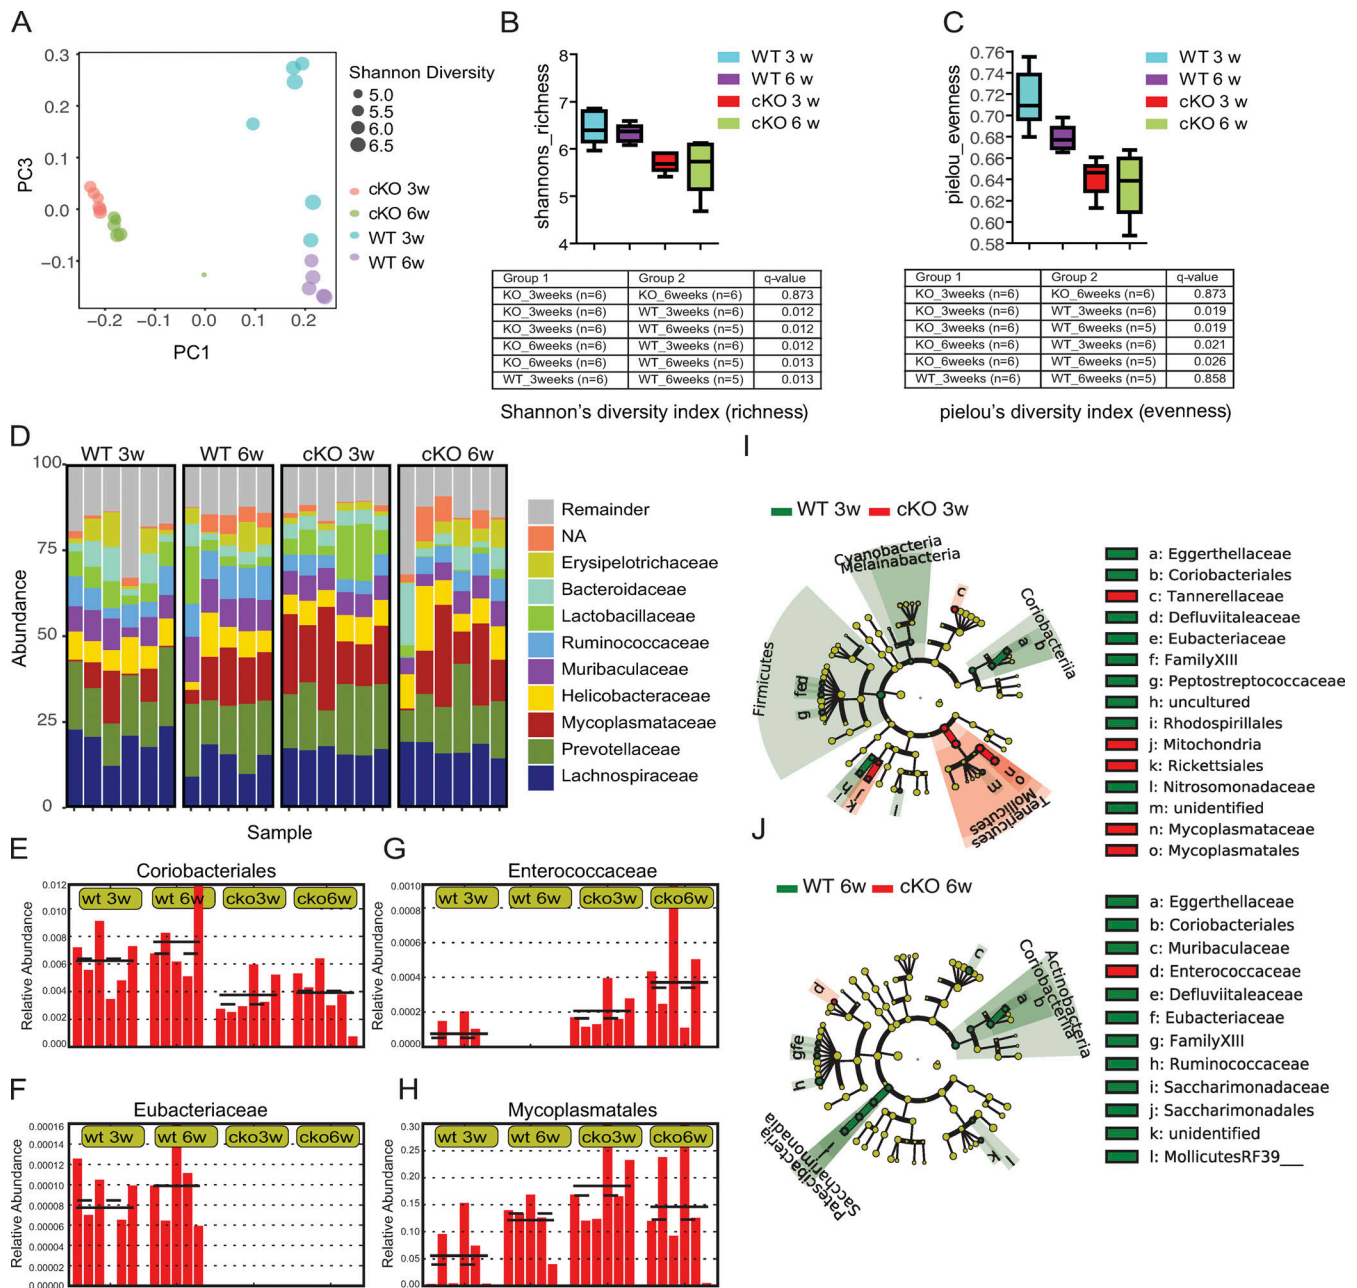 A
0.3
0.2
0.1
0.0
−0.1
PC3
−0.2
−0.1
0.0
0.1
0.2
PC1
Shannon Diversity
5.0
5.5
6.0
6.5
cKO 3w
cKO 6w
WT 3w
WT 6w
B
8
7
6
5
4
shannons_richness
WT 3 w
WT 6 w
cKO 3 w
cKO 6 w
Group 1 Group 2 q-value
KO_3weeks (n=6) KO_6weeks (n=6) 0.873
KO_3weeks (n=6) WT_3weeks (n=6) 0.012
KO_3weeks (n=6) WT_6weeks (n=5) 0.012
KO_6weeks (n=6) WT_3weeks (n=6) 0.012
KO_6weeks (n=6) WT_6weeks (n=5) 0.013
WT_3weeks (n=6) WT_6weeks (n=5) 0.013
Shannon's diversity index (richness)
C
0.76
0.74
0.72
0.70
0.68
0.66
0.64
0.62
0.60
0.58
pielou_evenness
WT 3 w
WT 6 w
cKO 3 w
cKO 6 w
Group 1 Group 2 q-value
KO_3weeks (n=6) KO_6weeks (n=6) 0.873
KO_3weeks (n=6) WT_3weeks (n=6) 0.019
KO_3weeks (n=6) WT_6weeks (n=5) 0.019
KO_6weeks (n=6) WT_3weeks (n=6) 0.021
KO_6weeks (n=6) WT_6weeks (n=5) 0.026
WT_3weeks (n=6) WT_6weeks (n=5) 0.858
pielou's diversity index (evenness)
D
WT 3w WT 6w cKO 3w cKO 6w
100
75
50
25
0
Abundance
Sample
Remainder
NA
Erysipelotrichaceae
Bacteroidaceae
Lactobacillaceae
Ruminococcaceae
Muribaculaceae
Helicobacteraceae
Mycoplasmataceae
Prevotellaceae
Lachnospiraceae
E
Coriobacteriales
wt 3w wt 6w cko3w cko6w
0.012
0.010
0.008
0.006
0.004
0.002
0.000
Relative Abundance
G
Enterococcaceae
wt 3w wt 6w cko3w cko6w
0.0010
0.0008
0.0006
0.0004
0.0002
0.0000
Relative Abundance
F
Eubacteriaceae
wt 3w wt 6w cko3w cko6w
0.00016
0.00014
0.00012
0.00010
0.00008
0.00006
0.00004
0.00002
0.00000
Relative Abundance
H
Mycoplasmatales
wt 3w wt 6w cko3w cko6w
0.30
0.25
0.20
0.15
0.10
0.05
0.00
Relative Abundance
I
WT 3w cKO 3w
Cyanobacteria
Melainabacteria
Coriobacteriia
Firmicutes
Tenericutes
Mollicutes
a
b
c
f e d
g
h
i
j
k
l
m
n
o
a: Eggerthellaceae
b: Coriobacteriales
c: Tannerellaceae
d: Defluviitaleaceae
e: Eubacteriaceae
f: FamilyXIII
g: Peptostreptococcaceae
h: uncultured
i: Rhodospirillales
j: Mitochondria
k: Rickettsiales
l: Nitrosomonadaceae
m: unidentified
n: Mycoplasmataceae
o: Mycoplasmatales
J
WT 6w cKO 6w
Actinobacteria
Coriobacteriia
Patescibacteria
Saccharimonadia
a
b
c
d
gfe
h
i
k
l
a: Eggerthellaceae
b: Coriobacteriales
c: Muribaculaceae
d: Enterococcaceae
e: Defluviitaleaceae
f: Eubacteriaceae
g: FamilyXIII
h: Ruminococcaceae
i: Saccharimonadaceae
j: Saccharimonadales
k: unidentified
l: MollicutesRF39___